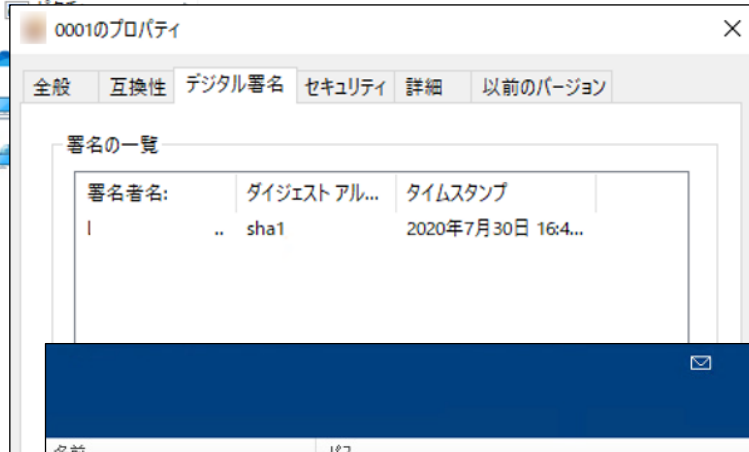 0001のプロパティ
全般 互換性 デジタル署名 セキュリティ 詳細 以前のバージョン
署名の一覧
署名者名: ダイジェスト アル... タイムスタンプ
.. sha1 2020年7月30日 16:4...